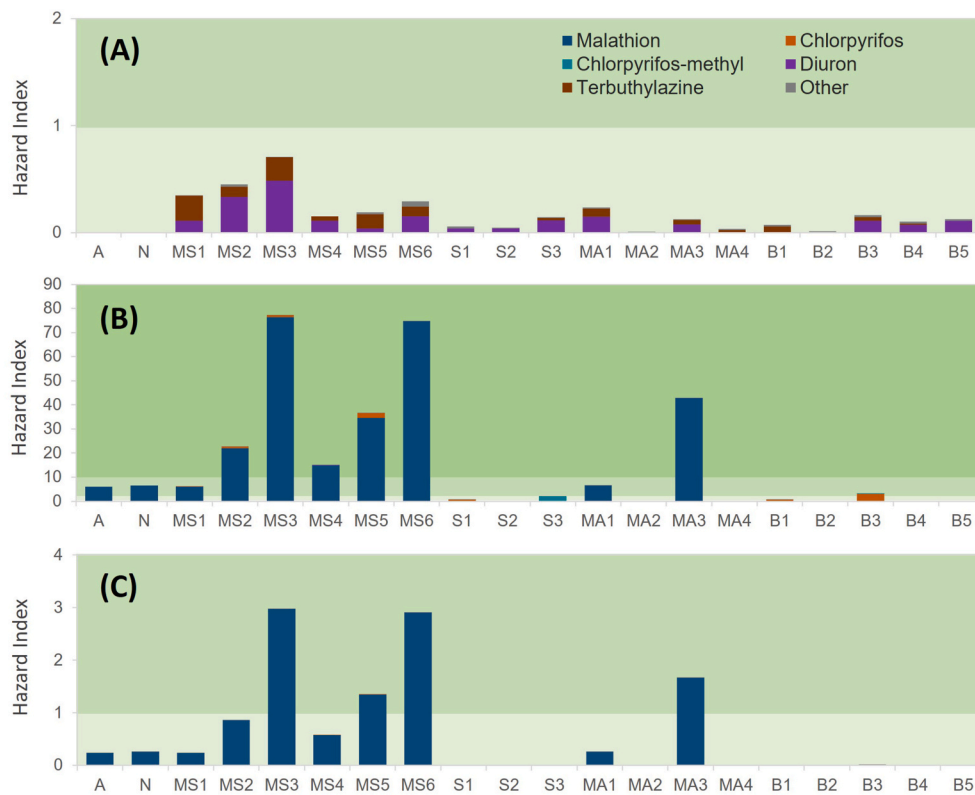 (A)
Hazard Index
2
1
0
Malathion
Chlorpyrifos
Chlorpyrifos-methyl
Diuron
Terbuthylazine
Other
A N MS1 MS2 MS3 MS4 MS5 MS6 S1 S2 S3 MA1 MA2 MA3 MA4 B1 B2 B3 B4 B5
(B)
Hazard Index
90
80
70
60
50
40
30
20
10
0
A N MS1 MS2 MS3 MS4 MS5 MS6 S1 S2 S3 MA1 MA2 MA3 MA4 B1 B2 B3 B4 B5
(C)
Hazard Index
4
3
2
1
0
A N MS1 MS2 MS3 MS4 MS5 MS6 S1 S2 S3 MA1 MA2 MA3 MA4 B1 B2 B3 B4 B5